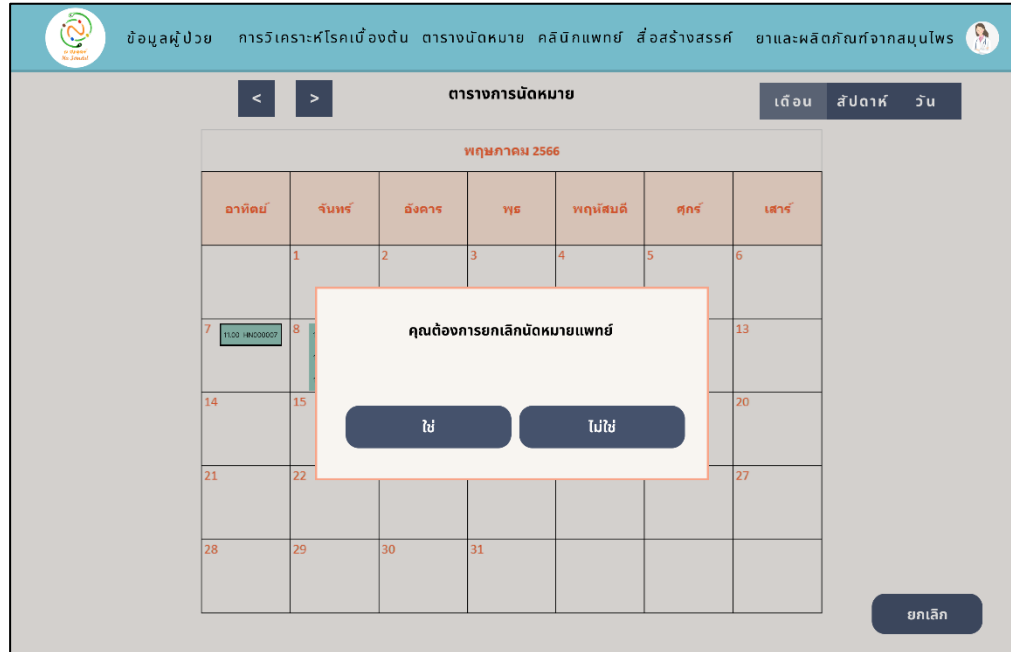 ข้อมูลผู้ป่วย การวิเคราะห์โรคเบื้องต้น ตารางนัดหมาย คลินิกแพทย์ สื่อสร้างสรรค์ ยาและผลิตภัณฑ์จากสมุนไพร
< > ตารางการนัดหมาย เดือน สัปดาห์ วัน
พฤษภาคม 2566
อาทิตย์ จันทร์ อังคาร พุธ พฤหัสบดี ศุกร์ เสาร์
1 2 3 4 5 6
7 11.00 HN000007 8 13
คุณต้องการยกเลิกนัดหมายแพทย์
14 15 20
ใช่ ไม่ใช่
21 22 27
28 29 30 31
ยกเลิก